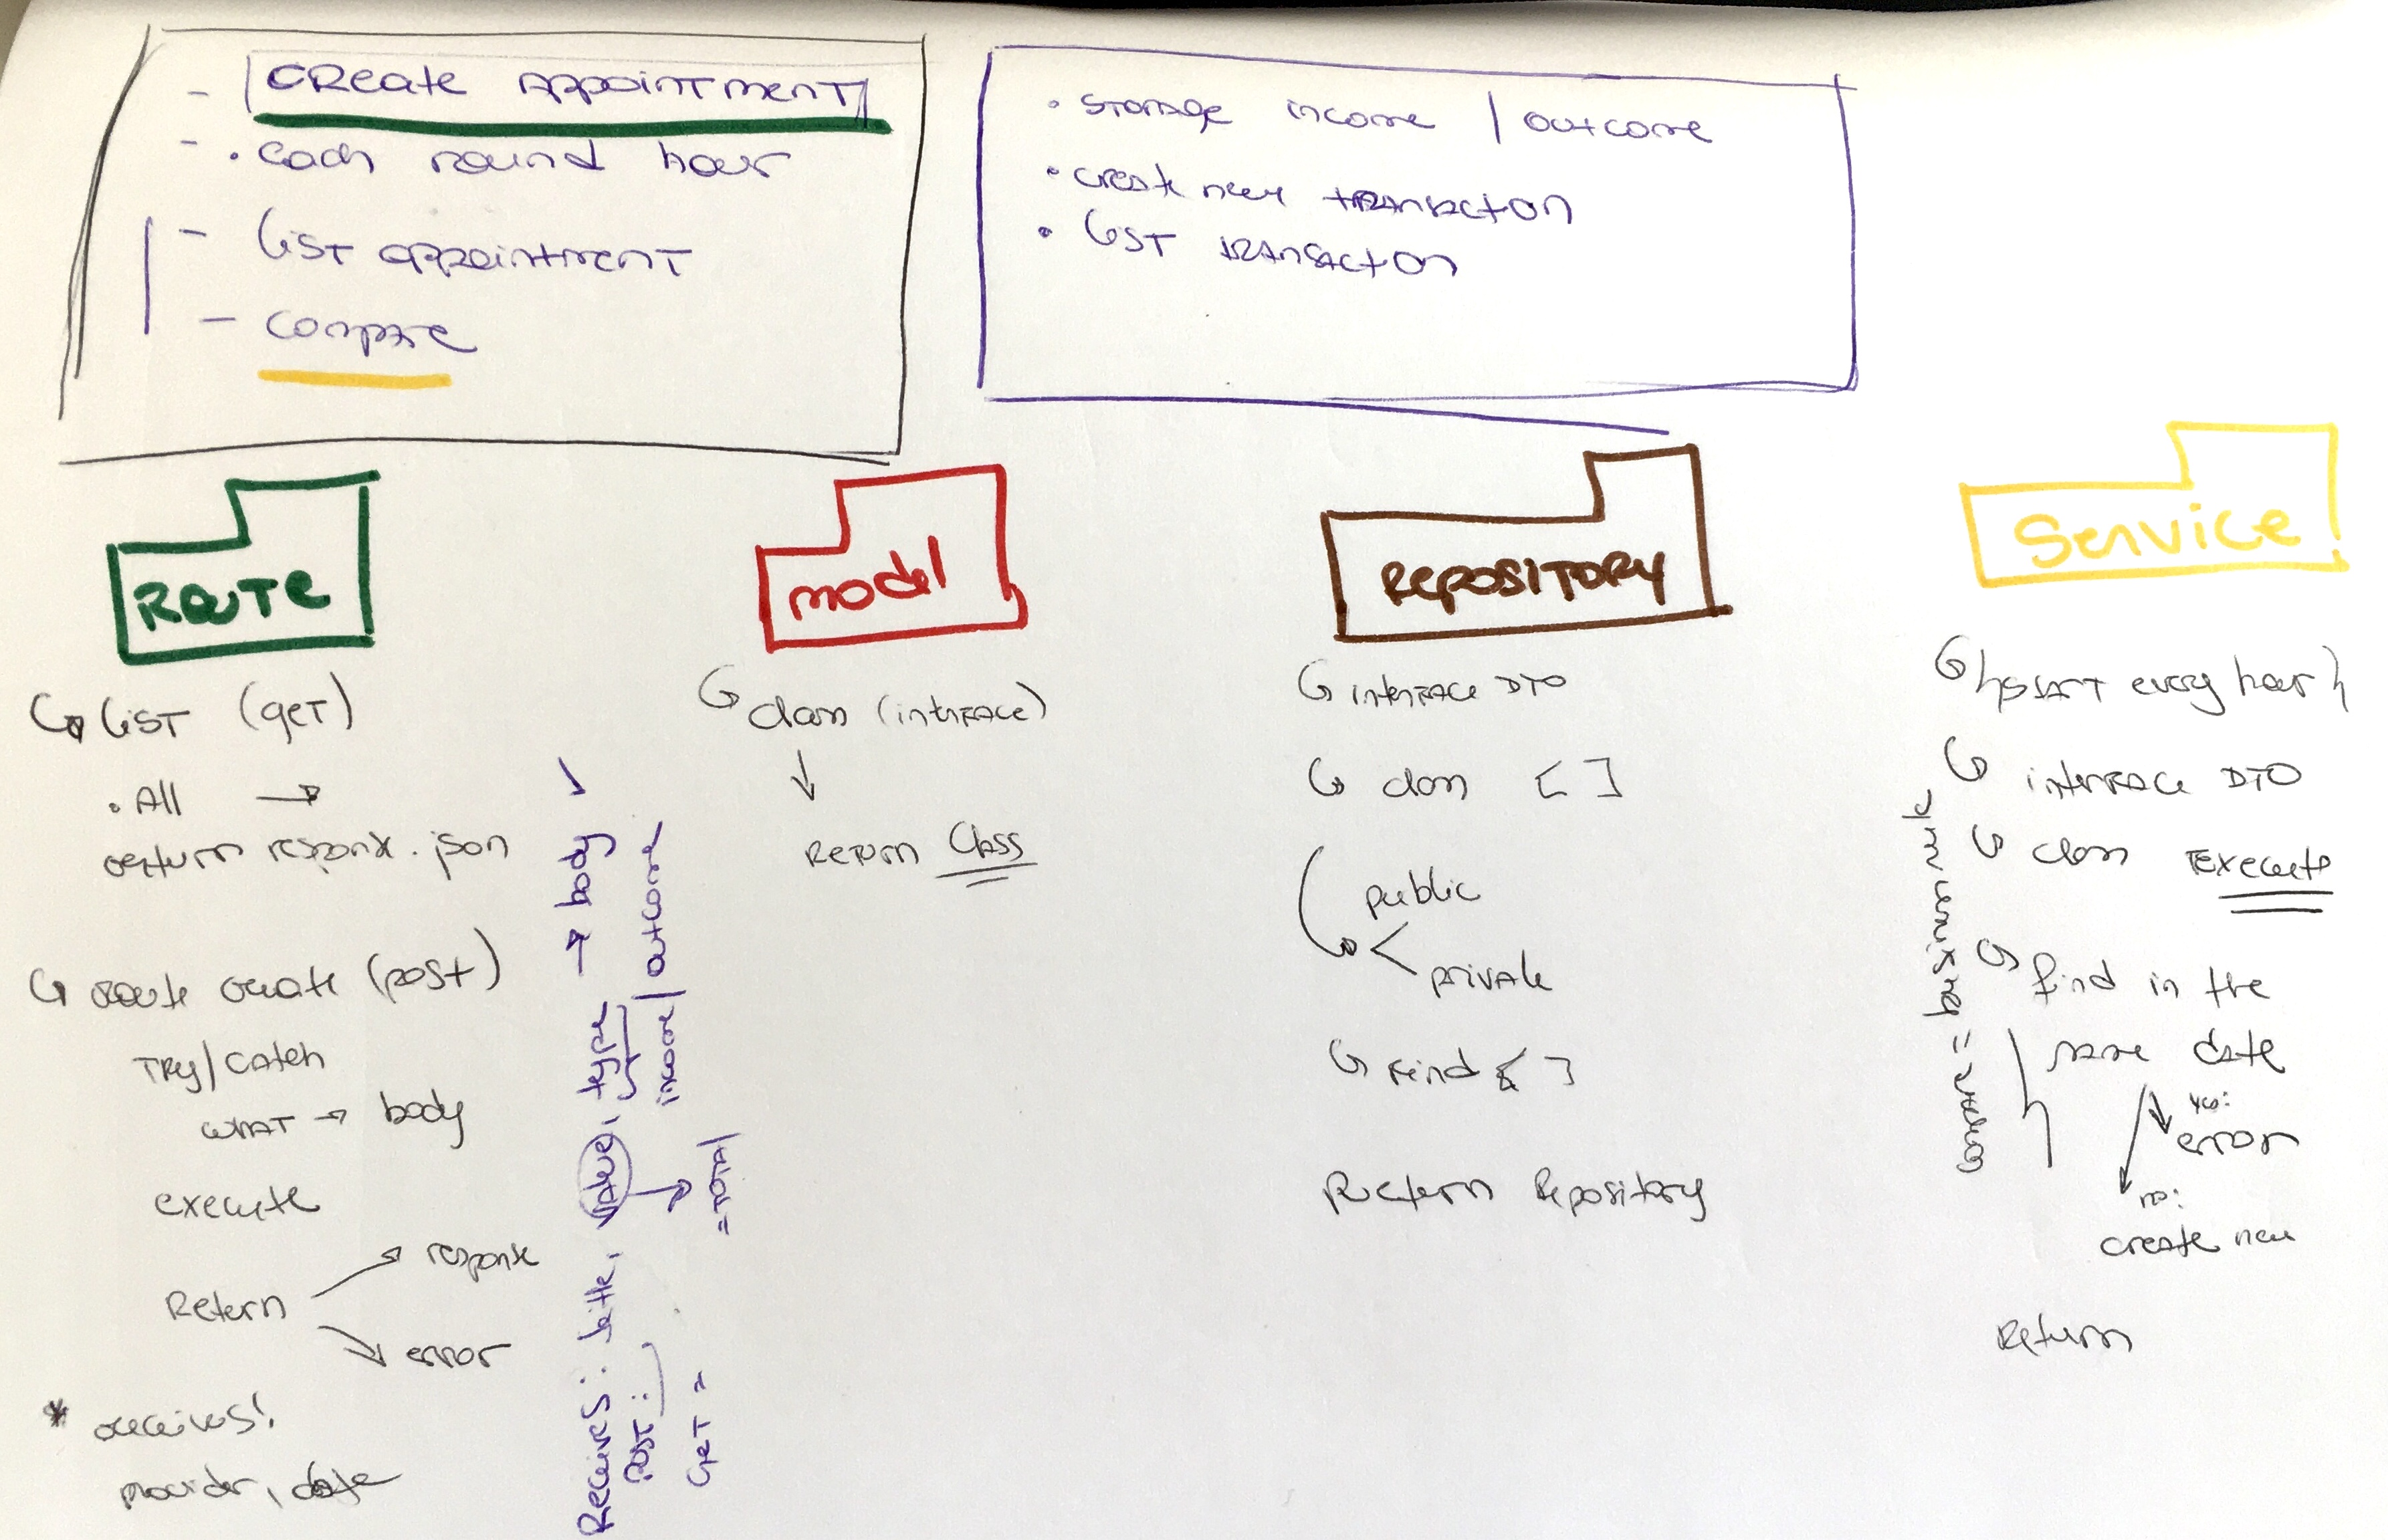 - Create Appointment
- . each round hour
- List appointment
- compare
• storage income / outcome
• create new transaction
• List transaction
Route
List (get)
. All →
return response.json
route create (post)
Try/catch
what → body
execute
Return
response
error
* receives!
provider, date
Receives: title, value, type → body ✓
income / outcome
= total
Post:
Get =
model
class (interface)
↓
Return Class
Repository
interface DTO
class [ ]
public
private
find
Return Repository
Service
start every hour
interface DTO
class Execute
= business rule
find in the
same date
yes:
error
no:
create new
Return